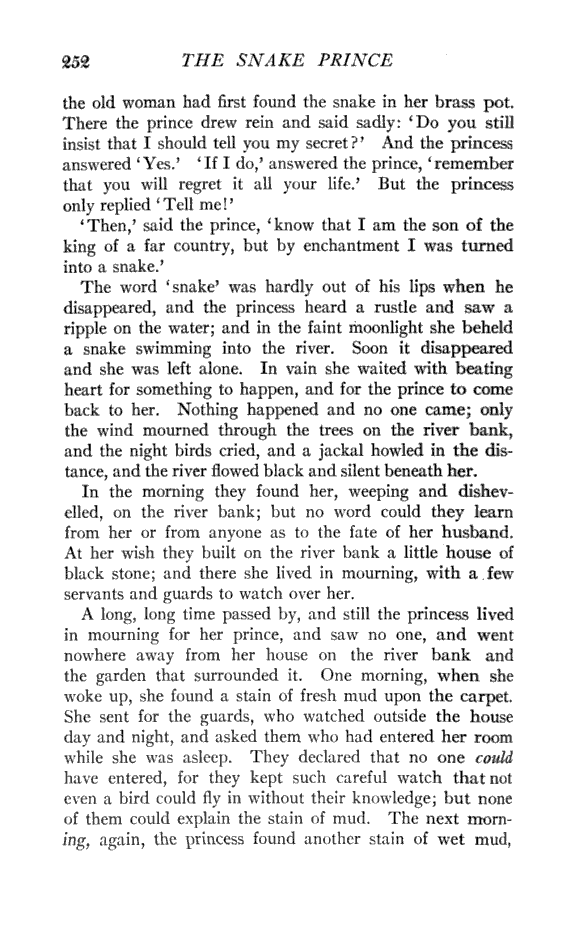 252 THE SNAKE PRINCE
the old woman had first found the snake in her brass pot.
There the prince drew rein and said sadly: ‘Do you still
insist that I should tell you my secret?’ And the princess
answered ‘Yes.’ ‘If I do,’ answered the prince, ‘remember
that you will regret it all your life.’ But the princess
only replied ‘Tell me!’
‘Then,’ said the prince, ‘know that I am the son of the
king of a far country, but by enchantment I was turned
into a snake.’
The word ‘snake’ was hardly out of his lips when he
disappeared, and the princess heard a rustle and saw a
ripple on the water; and in the faint moonlight she beheld
a snake swimming into the river. Soon it disappeared
and she was left alone. In vain she waited with beating
heart for something to happen, and for the prince to come
back to her. Nothing happened and no one came; only
the wind mourned through the trees on the river bank,
and the night birds cried, and a jackal howled in the dis-
tance, and the river flowed black and silent beneath her.
In the morning they found her, weeping and dishev-
elled, on the river bank; but no word could they learn
from her or from anyone as to the fate of her husband.
At her wish they built on the river bank a little house of
black stone; and there she lived in mourning, with a few
servants and guards to watch over her.
A long, long time passed by, and still the princess lived
in mourning for her prince, and saw no one, and went
nowhere away from her house on the river bank and
the garden that surrounded it. One morning, when she
woke up, she found a stain of fresh mud upon the carpet.
She sent for the guards, who watched outside the house
day and night, and asked them who had entered her room
while she was asleep. They declared that no one could
have entered, for they kept such careful watch that not
even a bird could fly in without their knowledge; but none
of them could explain the stain of mud. The next morn-
ing, again, the princess found another stain of wet mud,